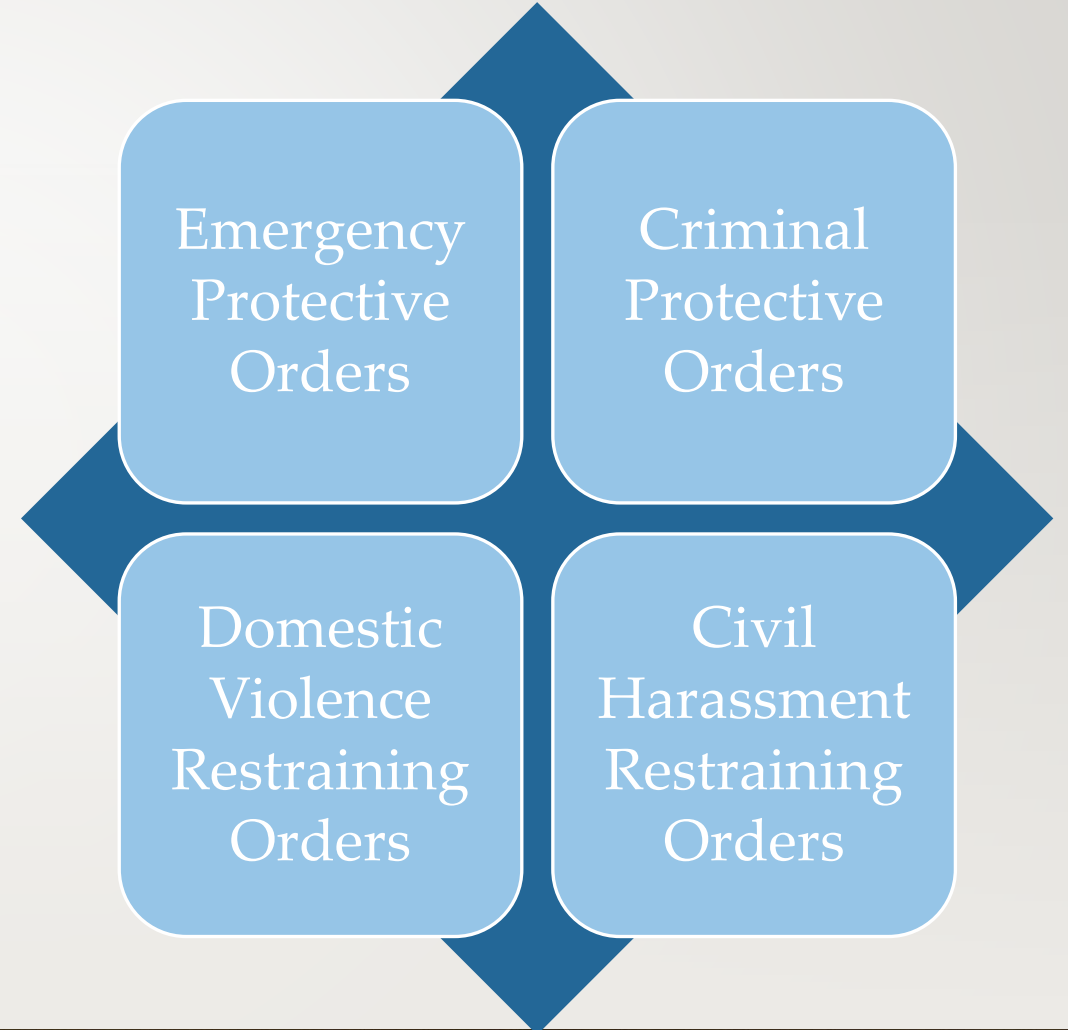 Emergency
Protective
Orders
Criminal
Protective
Orders
Domestic
Violence
Restraining
Orders
Civil
Harassment
Restraining
Orders